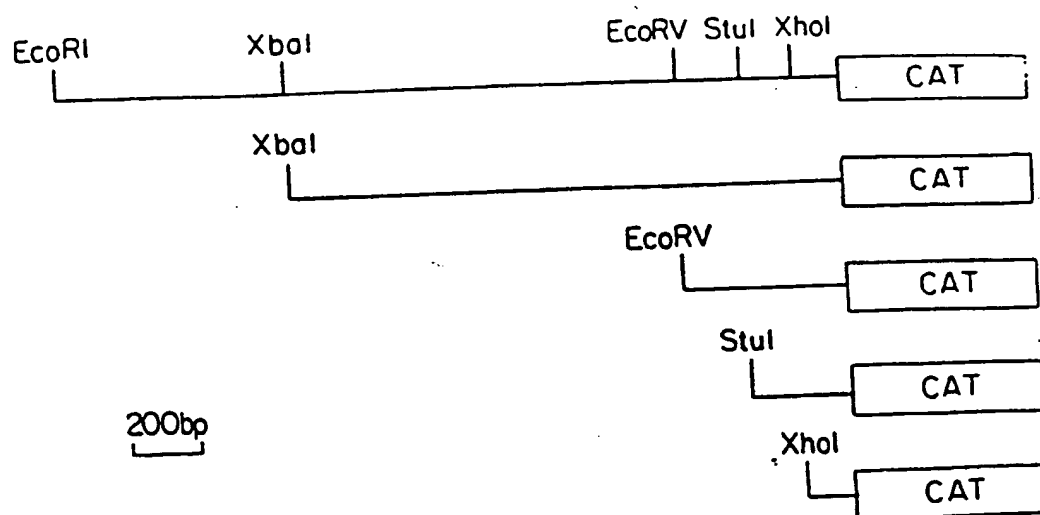 EcoRI XbaI EcoRV StuI XhoI
CAT
XbaI
CAT
EcoRV
CAT
StuI
CAT
200bp
XhoI
CAT